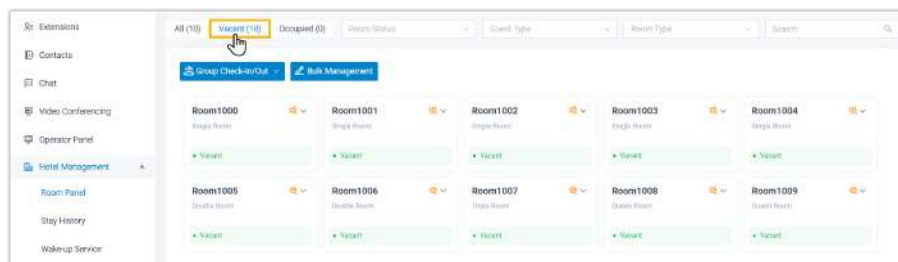 Extensions
Contacts
Chat
Video Conferencing
Operator Panel
Hotel Management
Room Panel
Stay History
Wake-up Service
All (10) Vacant (10) Occupied (0) Room Status Guest Type Room Type Search
Group Check-In/Out Bulk Management
Room1000 Room1001 Room1002 Room1003 Room1004
Single Room Single Room Single Room Single Room Single Room
Vacant Vacant Vacant Vacant Vacant
Room1005 Room1006 Room1007 Room1008 Room1009
Double Room Double Room Triple Room Queen Room Queen Room
Vacant Vacant Vacant Vacant Vacant